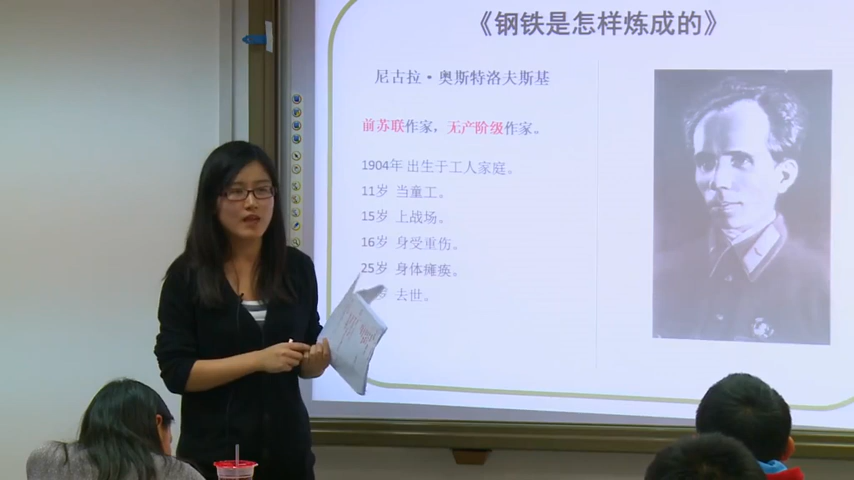 《钢铁是怎样炼成的》
尼古拉·奥斯特洛夫斯基
前苏联作家，无产阶级作家。
1904年 出生于工人家庭。
11岁 当童工。
15岁 上战场。
16岁 身受重伤。
25岁 身体瘫痪。
去世。